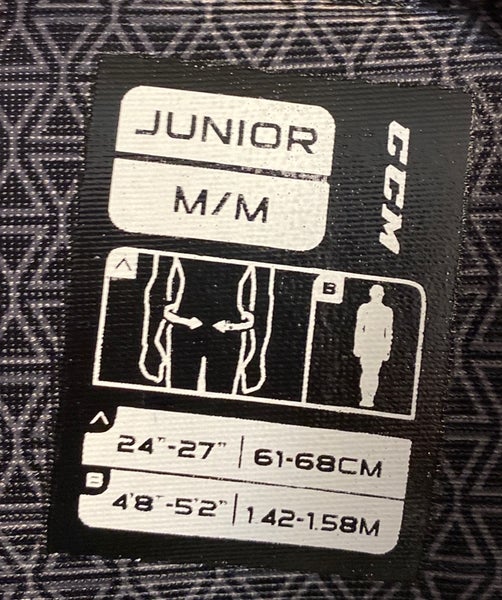 JUNIOR
M/M
CCM
A
B
A
24"-27" | 61-68CM
B
4'8"-5'2" | 1.42-1.58M